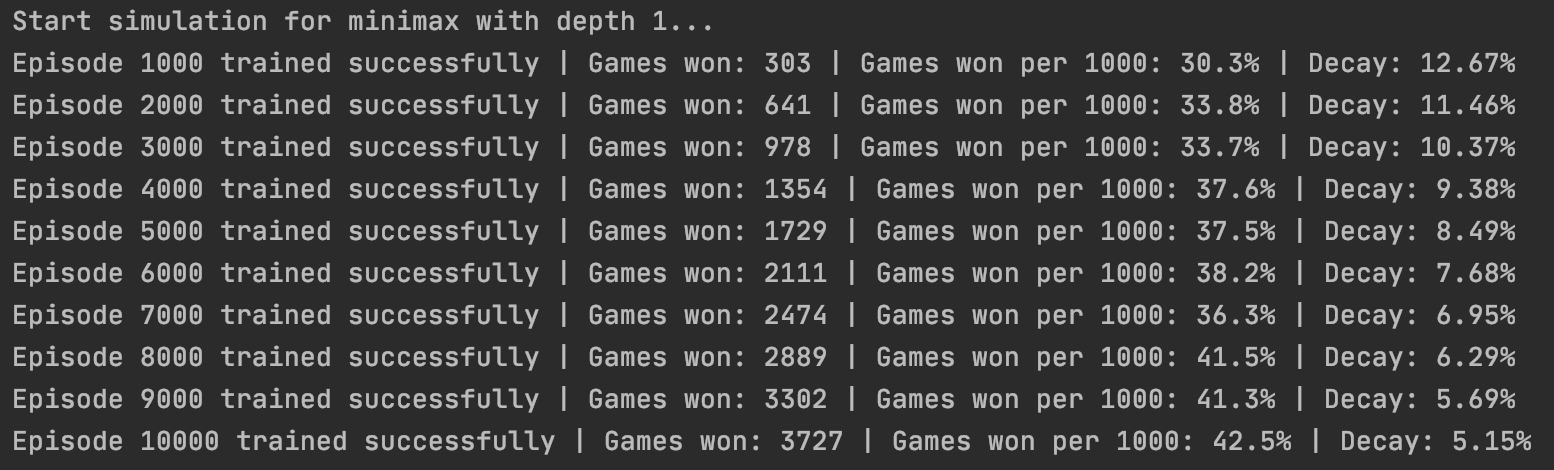 Start simulation for minimax with depth 1...
Episode 1000 trained successfully | Games won: 303 | Games won per 1000: 30.3% | Decay: 12.67%
Episode 2000 trained successfully | Games won: 641 | Games won per 1000: 33.8% | Decay: 11.46%
Episode 3000 trained successfully | Games won: 978 | Games won per 1000: 33.7% | Decay: 10.37%
Episode 4000 trained successfully | Games won: 1354 | Games won per 1000: 37.6% | Decay: 9.38%
Episode 5000 trained successfully | Games won: 1729 | Games won per 1000: 37.5% | Decay: 8.49%
Episode 6000 trained successfully | Games won: 2111 | Games won per 1000: 38.2% | Decay: 7.68%
Episode 7000 trained successfully | Games won: 2474 | Games won per 1000: 36.3% | Decay: 6.95%
Episode 8000 trained successfully | Games won: 2889 | Games won per 1000: 41.5% | Decay: 6.29%
Episode 9000 trained successfully | Games won: 3302 | Games won per 1000: 41.3% | Decay: 5.69%
Episode 10000 trained successfully | Games won: 3727 | Games won per 1000: 42.5% | Decay: 5.15%